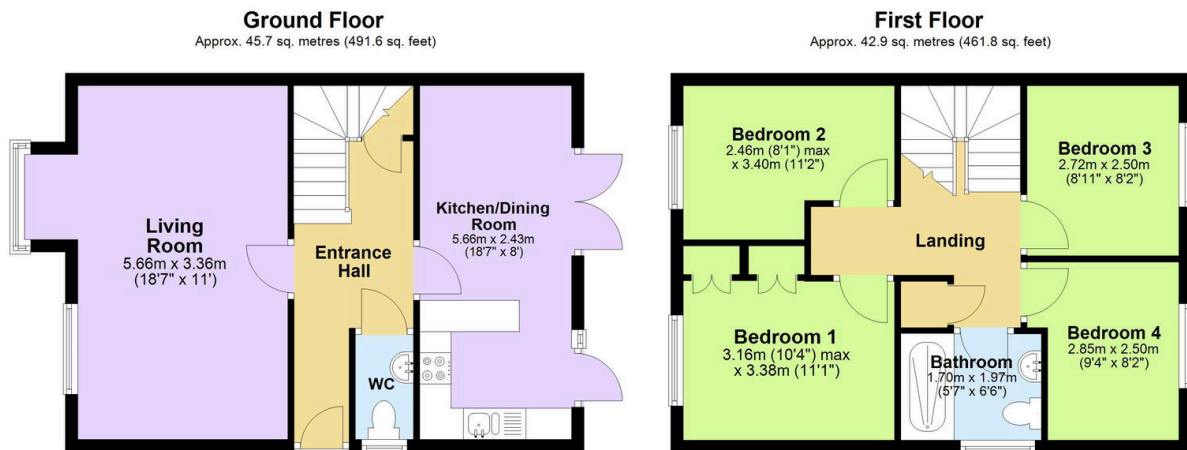 Ground Floor
Approx. 45.7 sq. metres (491.6 sq. feet)
Living
Room
5.66m x 3.36m
(18'7" x 11')
Entrance
Hall
Kitchen/Dining
Room
5.66m x 2.43m
(18'7" x 8')
WC
First Floor
Approx. 42.9 sq. metres (461.8 sq. feet)
Bedroom 2
2.46m (8'1") max
x 3.40m (11'2")
Bedroom 3
2.72m x 2.50m
(8'11" x 8'2")
Landing
Bedroom 1
3.16m (10'4") max
x 3.38m (11'1")
Bathroom
1.70m x 1.97m
(5'7" x 6'6")
Bedroom 4
2.85m x 2.50m
(9'4" x 8'2")